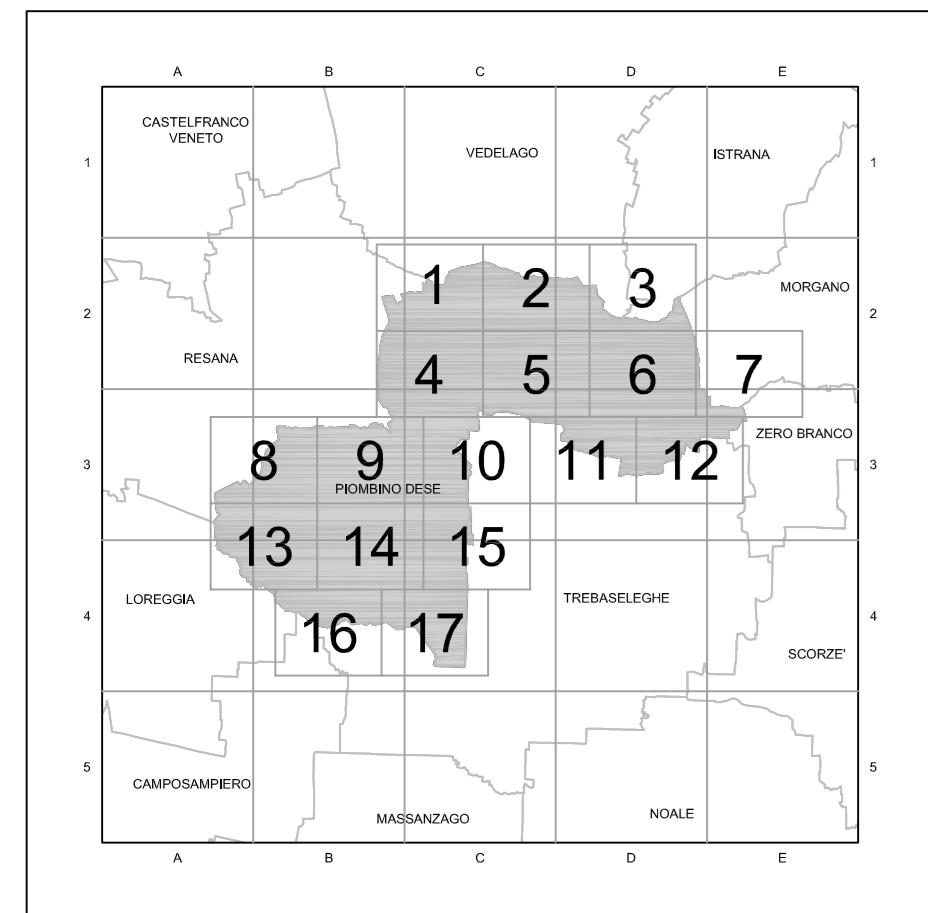 A B C D E
CASTELFRANCO
VENETO
1 VEDELAGO ISTRANA 1
1 2 3 MORGANO
2 2
RESANA
4 5 6 7
ZERO BRANCO
3 8 9 10 11 12 3
PIOMBINO DESE
13 14 15
LOREGGIA TREBASELEGHE
4 4
16 17
SCORZE'
5 5
CAMPOSAMPIERO
NOALE
MASSANZAGO
A B C D E